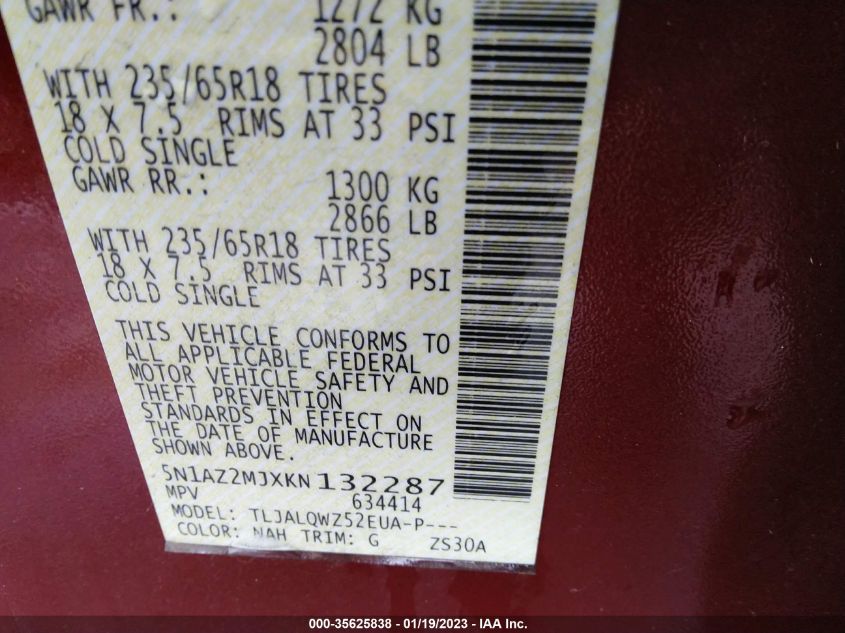 GAWR FR.: 1272 KG
2804 LB
WITH 235/65R18 TIRES
18 X 7.5 RIMS AT 33 PSI
COLD SINGLE
GAWR RR.: 1300 KG
2866 LB
WITH 235/65R18 TIRES
18 X 7.5 RIMS AT 33 PSI
COLD SINGLE
THIS VEHICLE CONFORMS TO
ALL APPLICABLE FEDERAL
MOTOR VEHICLE SAFETY AND
THEFT PREVENTION
STANDARDS IN EFFECT ON
THE DATE OF MANUFACTURE
SHOWN ABOVE.
5N1AZ2MJXKN132287
MPV 634414
MODEL: TLJALQWZ52EUA-P---
COLOR: NAH TRIM: G ZS30A
000-35625838 - 01/19/2023 - IAA Inc.